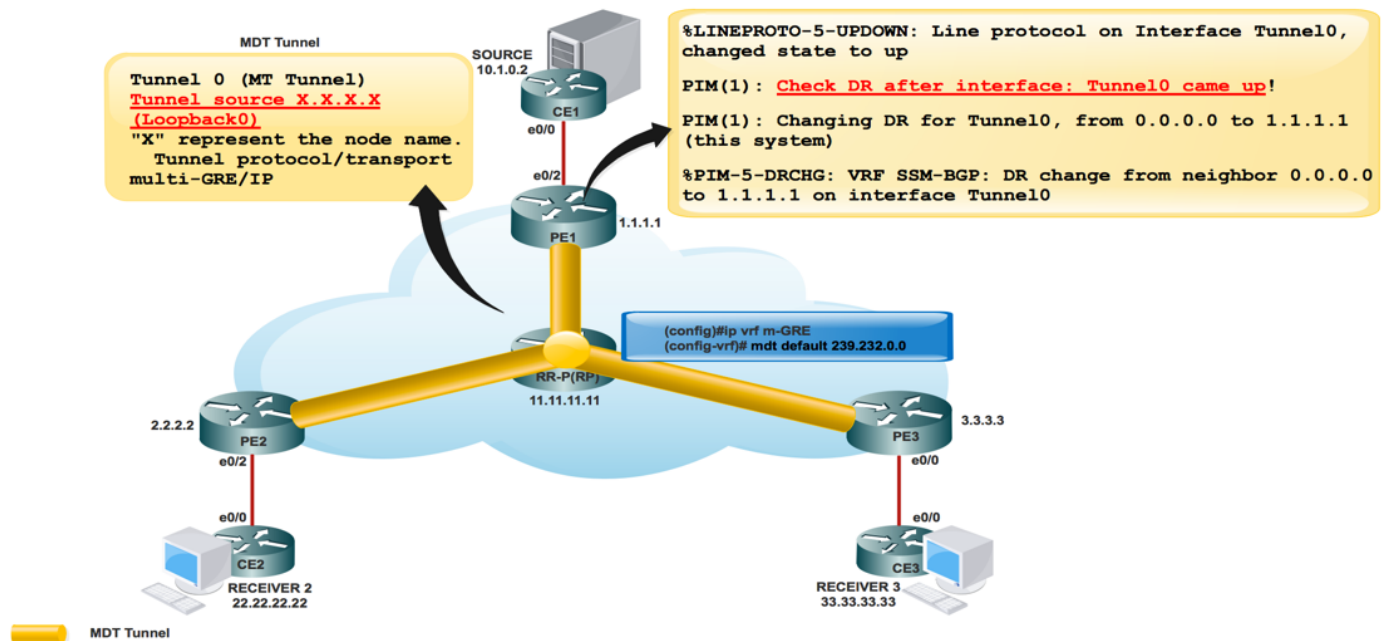 MDT Tunnel
Tunnel 0 (MT Tunnel)
Tunnel source X.X.X.X
(Loopback0)
"X" represent the node name.
Tunnel protocol/transport
multi-GRE/IP
SOURCE
10.1.0.2
CE1
e0/0
e0/2
PE1
1.1.1.1
%LINEPROTO-5-UPDOWN: Line protocol on Interface Tunnel0,
changed state to up
PIM(1): Check DR after interface: Tunnel0 came up!
PIM(1): Changing DR for Tunnel0, from 0.0.0.0 to 1.1.1.1
(this system)
%PIM-5-DRCHG: VRF SSM-BGP: DR change from neighbor 0.0.0.0
to 1.1.1.1 on interface Tunnel0
(config)#ip vrf m-GRE
(config-vrf)# mdt default 239.232.0.0
RR-P(RP)
11.11.11.11
2.2.2.2
PE2
e0/2
e0/0
CE2
RECEIVER 2
22.22.22.22
3.3.3.3
PE3
e0/0
e0/0
CE3
RECEIVER 3
33.33.33.33
MDT Tunnel